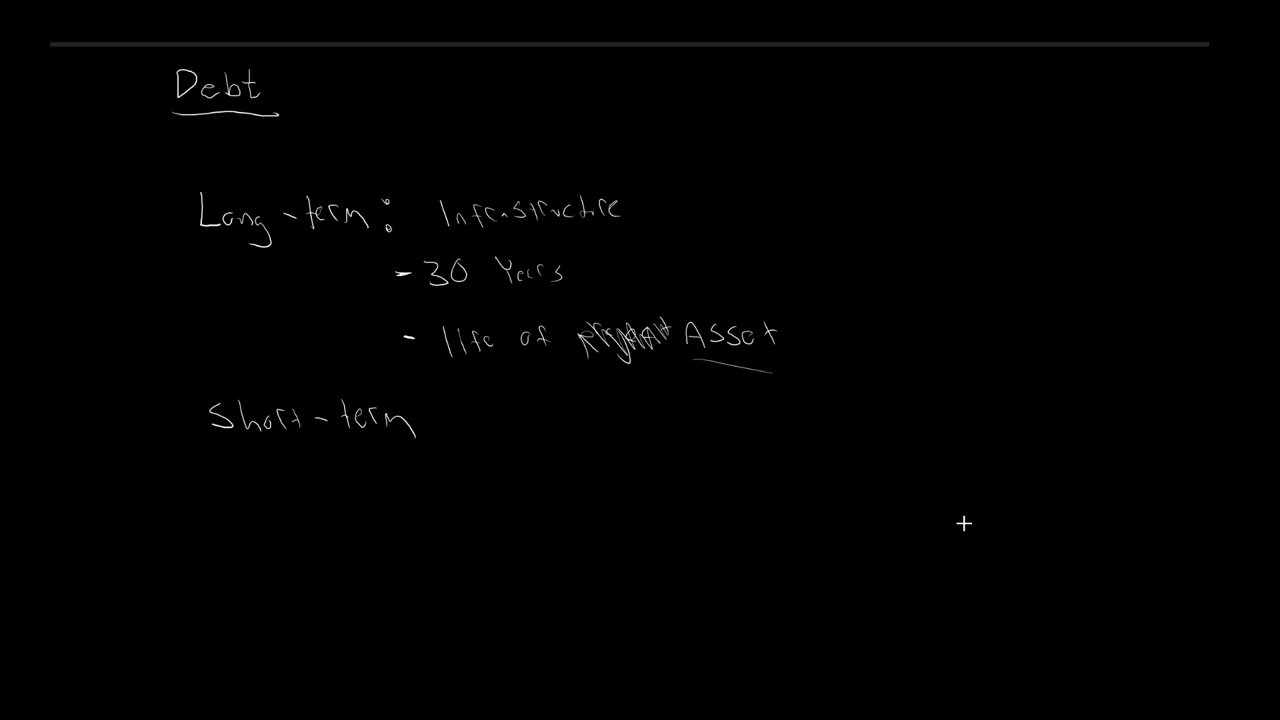 Debt
Long-term: Infrastructure
- 30 Years
- life of Asset
Short-term